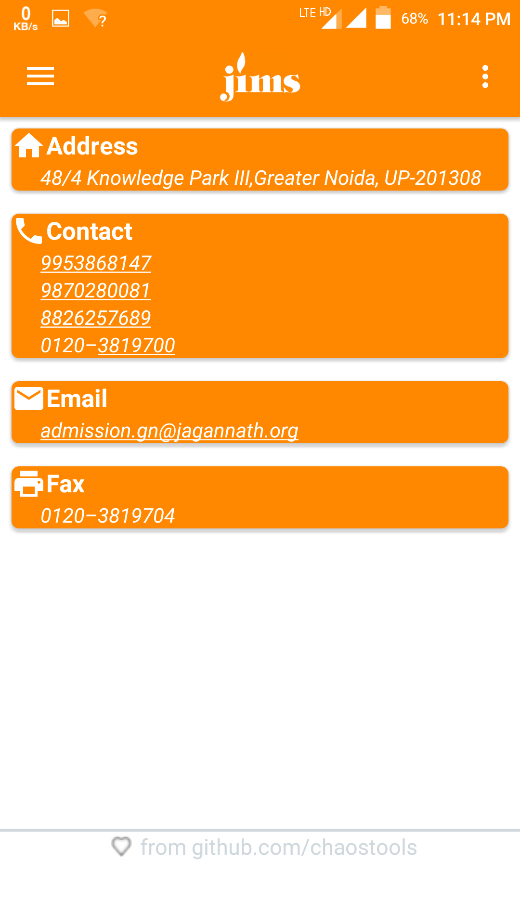 0
KB/s
?
LTE HD
68%
11:14 PM
jims
Address
48/4 Knowledge Park III,Greater Noida, UP-201308
Contact
9953868147
9870280081
8826257689
0120–3819700
Email
admission.gn@jagannath.org
Fax
0120–3819704
from github.com/chaostools